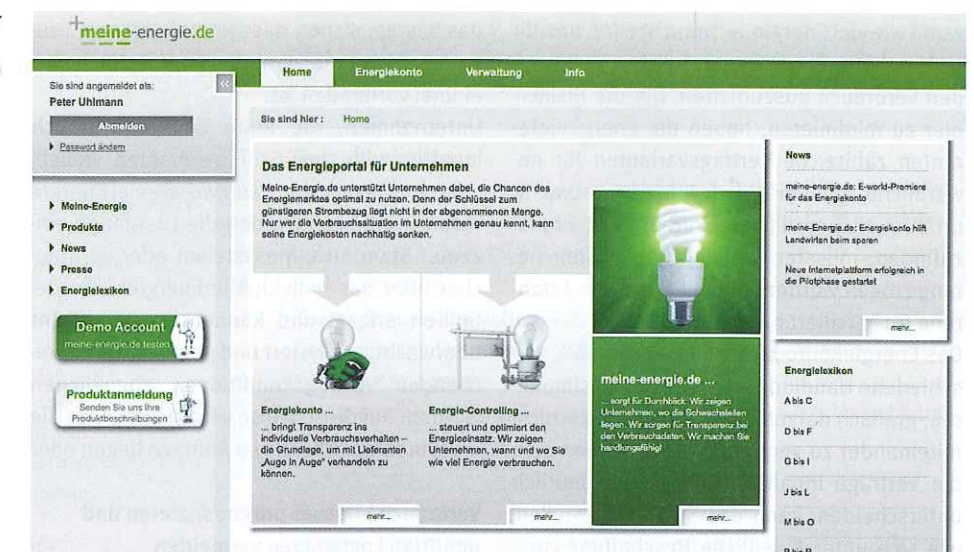 meine-energie.de
Sie sind angemeldet als:
Peter Uhlmann
Abmelden
Passwort ändern
Meine-Energie
Produkte
News
Presse
Energielexikon
Demo Account
meine-energie.de testen
Produktanmeldung
Senden Sie uns Ihre
Produktbeschreibungen
Home Energiekonto Verwaltung Info
Sie sind hier: Home
Das Energieportal für Unternehmen
Meine-Energie.de unterstützt Unternehmen dabei, die Chancen des
Energiemarktes optimal zu nutzen. Denn der Schlüssel zum
günstigeren Strombezug liegt nicht in der abgenommenen Menge.
Nur wer die Verbrauchssituation im Unternehmen genau kennt, kann
seine Energiekosten nachhaltig senken.
Energiekonto ...
... bringt Transparenz ins
individuelle Verbrauchsverhalten –
die Grundlage, um mit Lieferanten
„Auge in Auge" verhandeln zu
können.
mehr...
Energie-Controlling ...
... steuert und optimiert den
Energieeinsatz. Wir zeigen
Unternehmen, wann und wo Sie
wie viel Energie verbrauchen.
mehr...
meine-energie.de ...
... sorgt für Durchblick. Wir zeigen
Unternehmen, wo die Schwachstellen
liegen. Wir sorgen für Transparenz bei
den Verbrauchsdaten. Wir machen Sie
handlungsfähig!
mehr...
News
meine-energie.de: E-world-Premiere
für das Energiekonto
meine-energie.de: Energiekonto hilft
Landwirten beim sparen
Neue Internetplattform erfolgreich in
die Pilotphase gestartet
mehr...
Energielexikon
A bis C
D bis F
G bis I
J bis L
M bis O